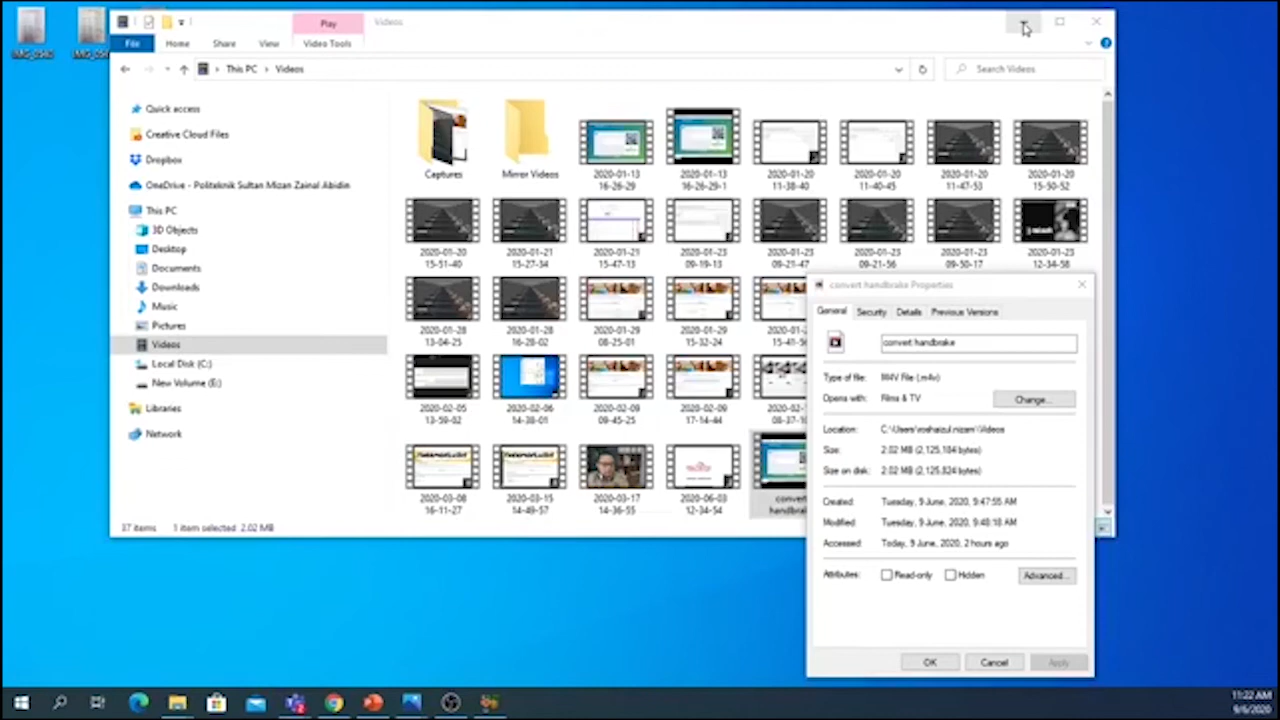 Play
Videos
File
Home
Share
View
Video Tools
This PC
Videos
Search Videos
Quick access
Creative Cloud Files
Dropbox
OneDrive - Politeknik Sultan Mizan Zainal Abidin
This PC
3D Objects
Desktop
Documents
Downloads
Music
Pictures
Videos
Local Disk (C:)
New Volume (E:)
Libraries
Network
Captures
Mirror Videos
2020-01-13
16-26-29
2020-01-13
16-26-29-1
2020-01-20
11-38-40
2020-01-20
11-40-45
2020-01-20
11-47-53
2020-01-20
15-50-52
2020-01-20
15-51-40
2020-01-21
15-27-34
2020-01-21
15-47-13
2020-01-23
09-19-13
2020-01-23
09-21-47
2020-01-23
09-21-56
2020-01-23
09-30-17
2020-01-23
12-34-58
2020-01-28
13-04-25
2020-01-28
16-28-02
2020-01-29
08-25-01
2020-01-29
15-32-24
2020-01-2
15-41-5
2020-02-05
13-59-02
2020-02-06
14-38-01
2020-02-09
09-45-25
2020-02-09
17-14-44
2020-02-1
08-37-1
2020-03-08
16-11-27
2020-03-15
14-49-57
2020-03-17
14-36-55
2020-06-03
12-34-54
37 items
1 item selected 2.02 MB
convert handbrake Properties
General
Security
Details
Previous Versions
convert handbrake
Type of file:
M4V File (.m4v)
Opens with:
Films & TV
Change...
Location:
Size:
2.02 MB (2,125,184 bytes)
Size on disk:
2.02 MB (2,125,824 bytes)
Created:
Tuesday, 9 June, 2020, 9:47:55 AM
Modified:
Tuesday, 9 June, 2020, 9:48:18 AM
Accessed:
Today, 9 June, 2020, 2 hours ago
Attributes:
Read-only
Hidden
Advanced...
OK
Cancel
Apply
11:22 AM
9/6/2020